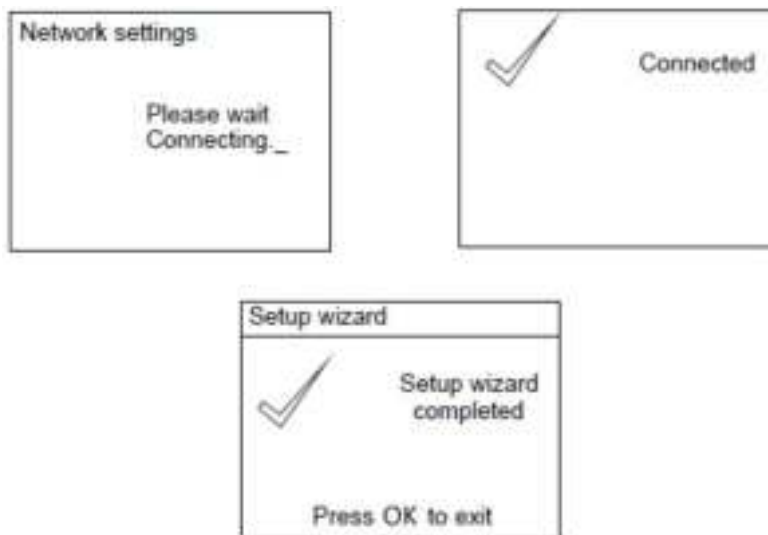 Network settings
Please wait
Connecting._
Connected
Setup wizard
Setup wizard
completed
Press OK to exit